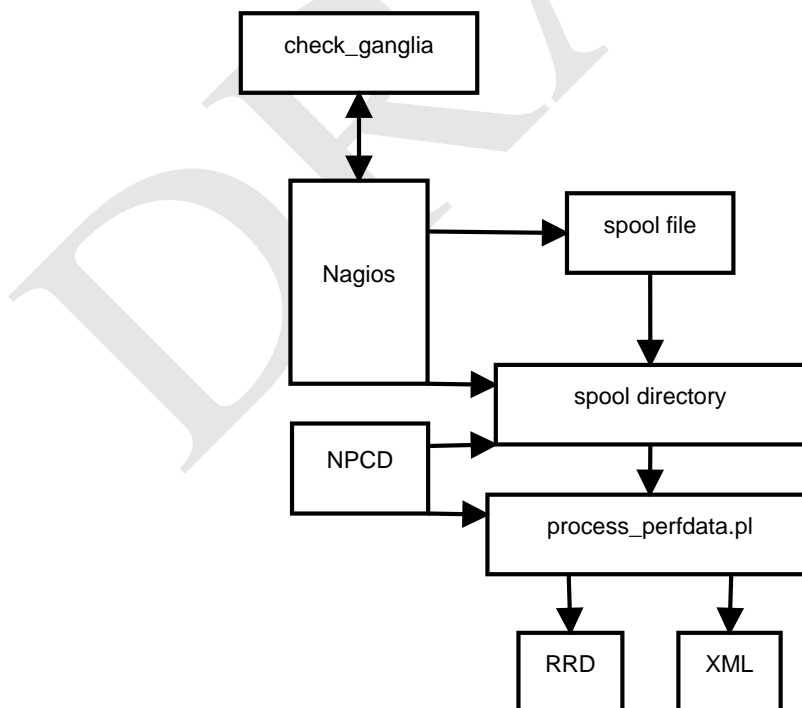 check_ganglia
Nagios
spool file
spool directory
NPCD
process_perfdata.pl
RRD
XML